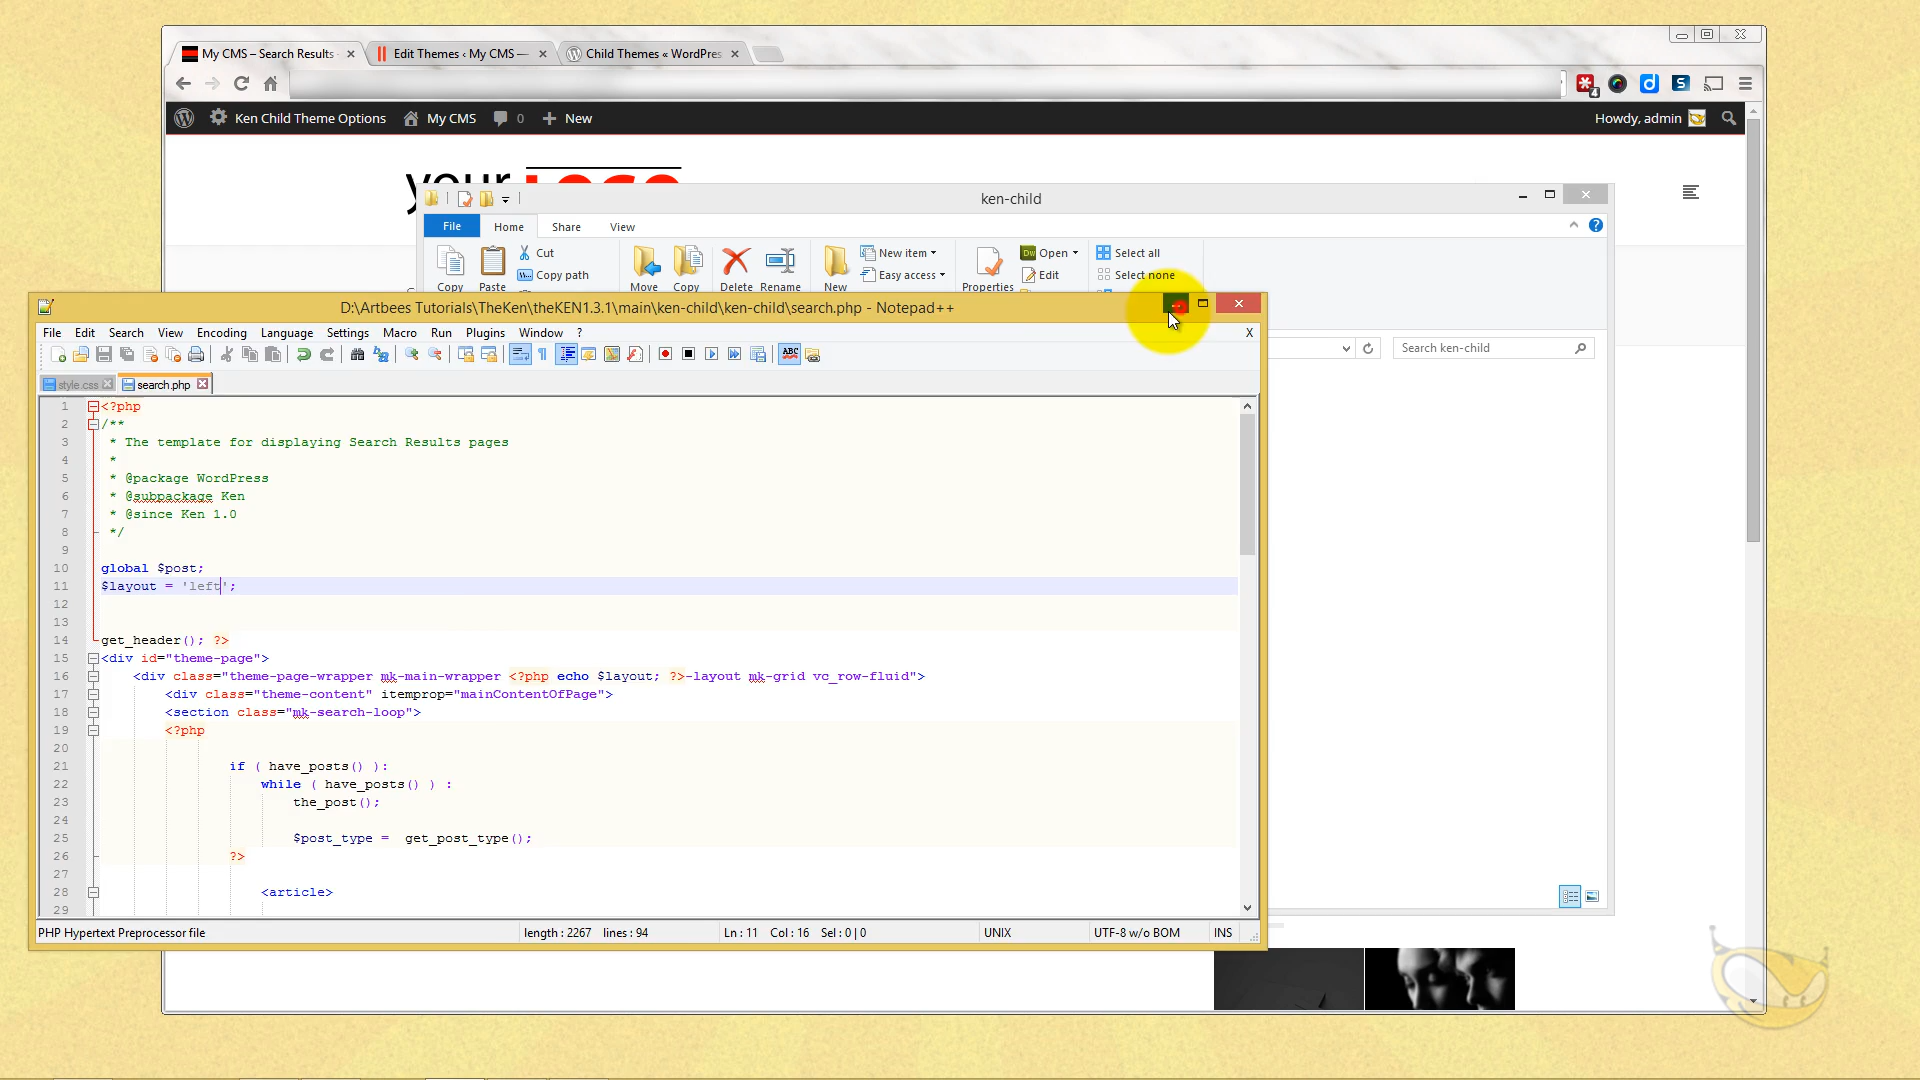 My CMS – Search Results
Edit Themes ‹ My CMS —
Child Themes « WordPres
4
Ken Child Theme Options
My CMS
0
New
Howdy, admin
ken-child
File
Home
Share
View
Cut
Copy path
Copy
Paste
Move
Copy
Delete
Rename
New
New item
Easy access
Properties
Open
Edit
Select all
Select none
Search ken-child
D:\Artbees Tutorials\TheKen\theKEN1.3.1\main\ken-child\ken-child\search.php - Notepad++
File Edit Search View Encoding Language Settings Macro Run Plugins Window ? X
style.css
search.php
1 <?php
2 /**
3 * The template for displaying Search Results pages
4 *
5 * @package WordPress
6 * @subpackage Ken
7 * @since Ken 1.0
8 */
9
10 global $post;
11 $layout = 'left';
12
13
14 get_header(); ?>
15 <div id="theme-page">
16 <div class="theme-page-wrapper mk-main-wrapper <?php echo $layout; ?>-layout mk-grid vc_row-fluid">
17 <div class="theme-content" itemprop="mainContentOfPage">
18 <section class="mk-search-loop">
19 <?php
20
21 if ( have_posts() ):
22 while ( have_posts() ) :
23 the_post();
24
25 $post_type = get_post_type();
26 ?>
27
28 <article>
29
PHP Hypertext Preprocessor file
length : 2267 lines : 94
Ln : 11 Col : 16 Sel : 0 | 0
UNIX
UTF-8 w/o BOM
INS